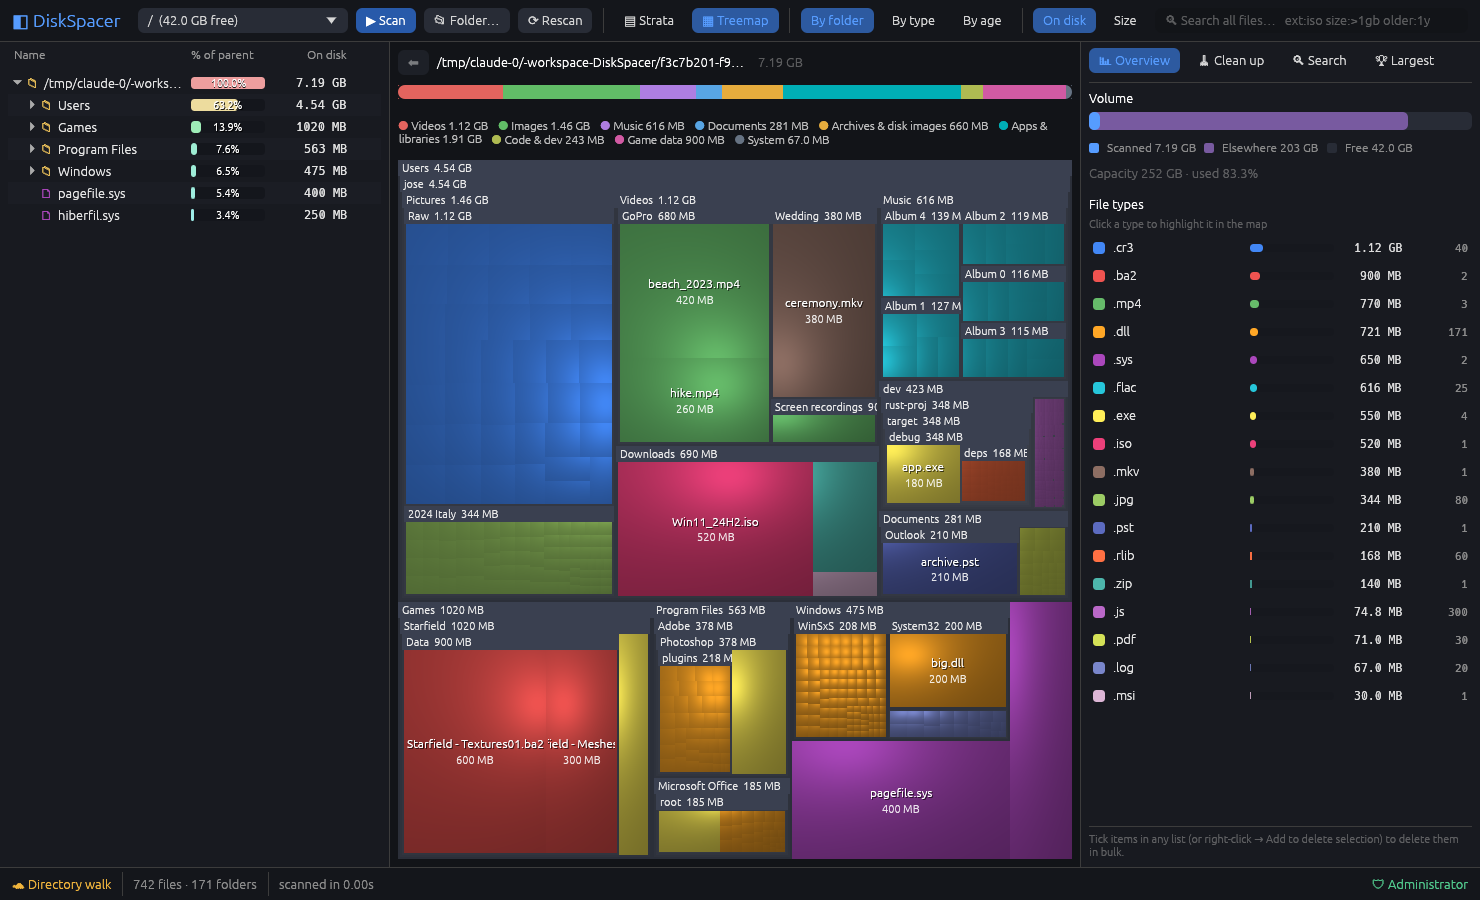 DiskSpacer
/ (42.0 GB free)
Scan
Folder…
Rescan
Strata
Treemap
By folder
By type
By age
On disk
Size
Search all files… ext:iso size:>1gb older:1y
Name
% of parent
On disk
/tmp/claude-0/-works… 100.0% 7.19 GB
Users 63.2% 4.54 GB
Games 13.9% 1020 MB
Program Files 7.6% 563 MB
Windows 6.5% 475 MB
pagefile.sys 5.4% 400 MB
hiberfil.sys 3.4% 250 MB
/tmp/claude-0/-workspace-DiskSpacer/f3c7b201-f9… 7.19 GB
Videos 1.12 GB Images 1.46 GB Music 616 MB Documents 281 MB Archives & disk images 660 MB Apps &
libraries 1.91 GB Code & dev 243 MB Game data 900 MB System 67.0 MB
Users 4.54 GB
jose 4.54 GB
Pictures 1.46 GB
Raw 1.12 GB
2024 Italy 344 MB
Videos 1.12 GB
GoPro 680 MB
beach_2023.mp4
420 MB
hike.mp4
260 MB
Wedding 380 MB
ceremony.mkv
380 MB
Screen recordings 90
Downloads 690 MB
Win11_24H2.iso
520 MB
Music 616 MB
Album 4 139 M
Album 2 119 MB
Album 0 116 MB
Album 1 127 M
Album 3 115 MB
dev 423 MB
rust-proj 348 MB
target 348 MB
debug 348 MB
app.exe
180 MB
deps 168 ME
Documents 281 MB
Outlook 210 MB
archive.pst
210 MB
Games 1020 MB
Starfield 1020 MB
Data 900 MB
Starfield - Textures01.ba2
600 MB
field - Meshes
300 MB
Program Files 563 MB
Adobe 378 MB
Photoshop 378 MB
plugins 218 M
Microsoft Office 185 MB
root 185 MB
Windows 475 MB
WinSxS 208 MB
System32 200 MB
big.dll
200 MB
pagefile.sys
400 MB
Overview
Clean up
Search
Largest
Volume
Scanned 7.19 GB Elsewhere 203 GB Free 42.0 GB
Capacity 252 GB · used 83.3%
File types
Click a type to highlight it in the map
.cr3 1.12 GB 40
.ba2 900 MB 2
.mp4 770 MB 3
.dll 721 MB 171
.sys 650 MB 2
.flac 616 MB 25
.exe 550 MB 4
.iso 520 MB 1
.mkv 380 MB 1
.jpg 344 MB 80
.pst 210 MB 1
.rlib 168 MB 60
.zip 140 MB 1
.js 74.8 MB 300
.pdf 71.0 MB 30
.log 67.0 MB 20
.msi 30.0 MB 1
Tick items in any list (or right-click → Add to delete selection) to delete them
in bulk.
Directory walk
742 files · 171 folders
scanned in 0.00s
Administrator